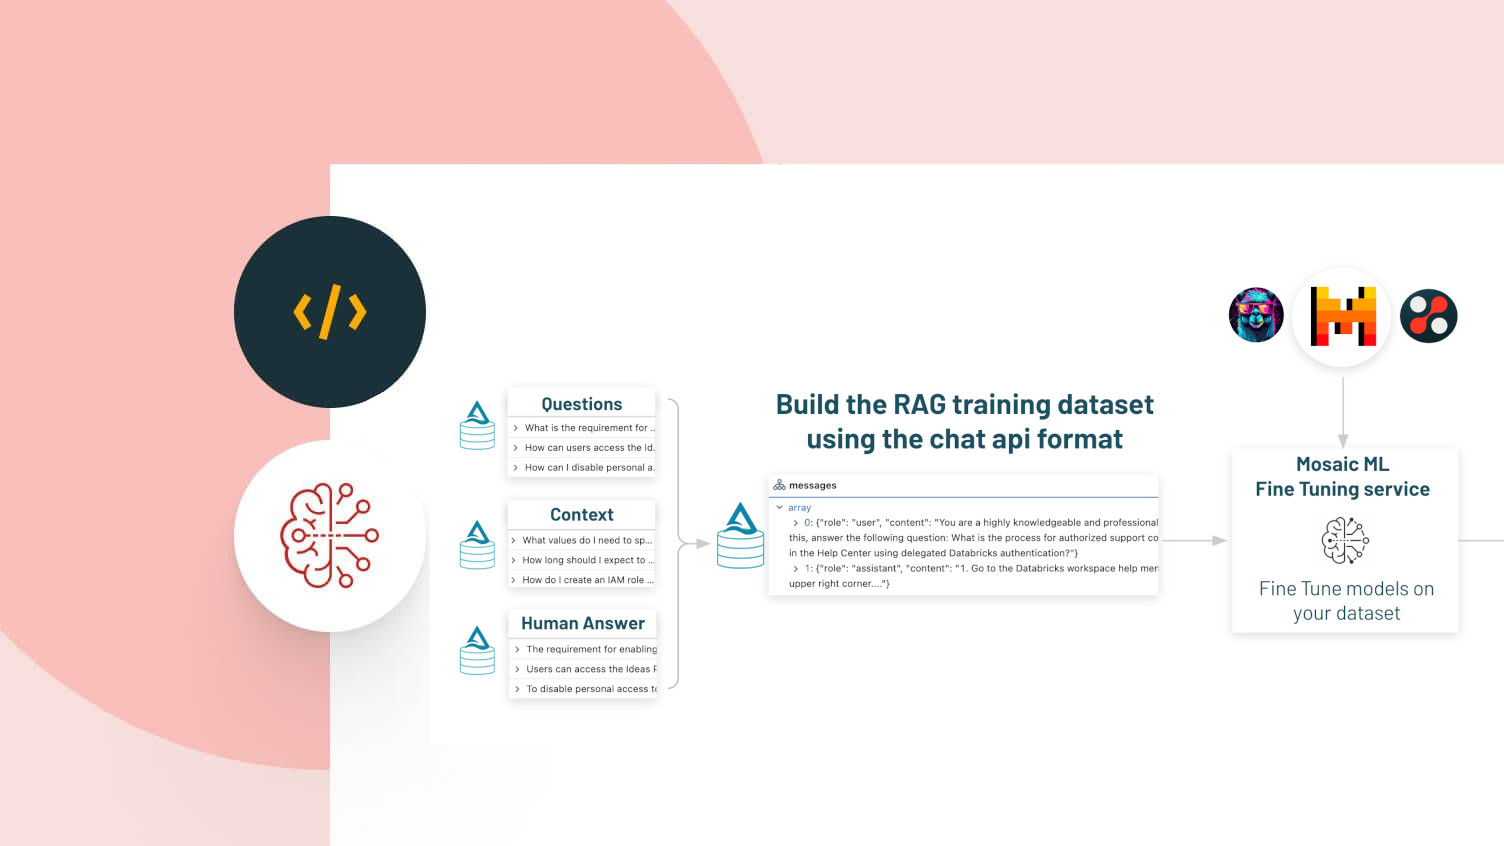 Questions
What is the requirement for ..
How can users access the Id.
How can I disable personal a.
Context
What values do I need to sp...
How long should I expect to ...
How do I create an IAM role ...
Human Answer
The requirement for enabling
Users can access the Ideas
To disable personal access
Build the RAG training dataset
using the chat api format
messages
array
0: {"role": "user", "content": "You are a highly knowledgeable and professional
this, answer the following question: What is the process for authorized support co
in the Help Center using delegated Databricks authentication?"}
1: {"role": "assistant", "content": "1. Go to the Databricks workspace help men
upper right corner...."}
Mosaic ML
Fine Tuning service
Fine Tune models on
your dataset